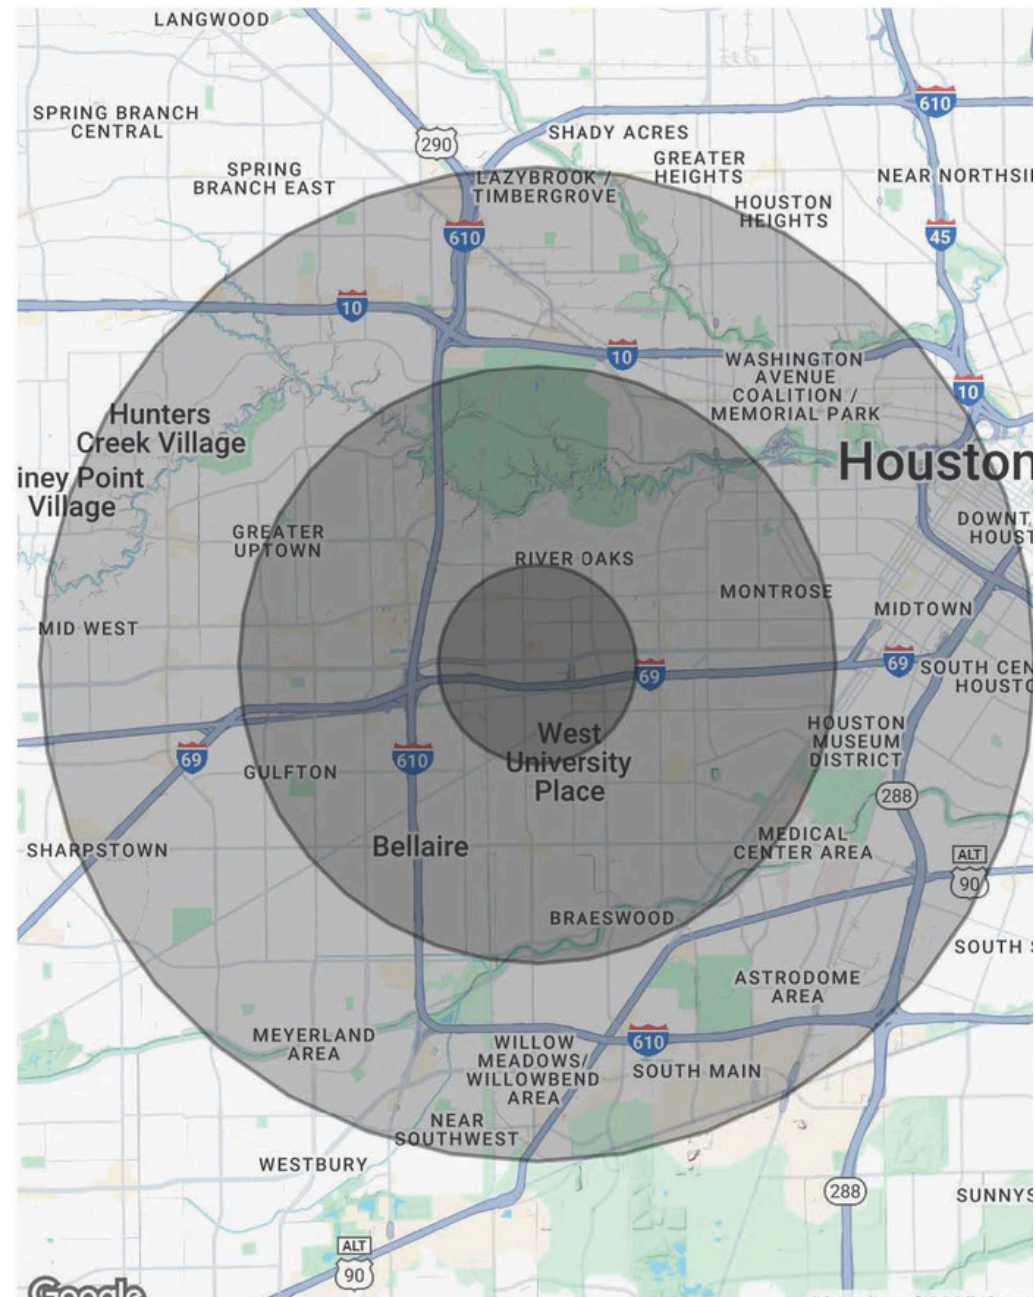 LANGWOOD
SPRING BRANCH
CENTRAL
SHADY ACRES
610
290
SPRING
BRANCH EAST
LAZYBROOK /
TIMBERGROVE
GREATER
HEIGHTS
NEAR NORTHSI
HOUSTON
HEIGHTS
610
45
10
10
WASHINGTON
AVENUE
COALITION /
MEMORIAL PARK
10
Hunters
Creek Village
Houston
iney Point
Village
GREATER
UPTOWN
DOWNT
HOUST
RIVER OAKS
MONTROSE
MIDTOWN
MID WEST
69
69
SOUTH CEN
HOUSTO
69
610
West
University
Place
HOUSTON
MUSEUM
DISTRICT
GULFTON
288
SHARPSTOWN
Bellaire
MEDICAL
CENTER AREA
ALT
90
BRAESWOOD
SOUTH S
ASTRODOME
AREA
MEYERLAND
AREA
610
WILLOW
MEADOWS/
WILLOWBEND
AREA
SOUTH MAIN
NEAR
SOUTHWEST
WESTBURY
288
SUNNYS
ALT
90
Google